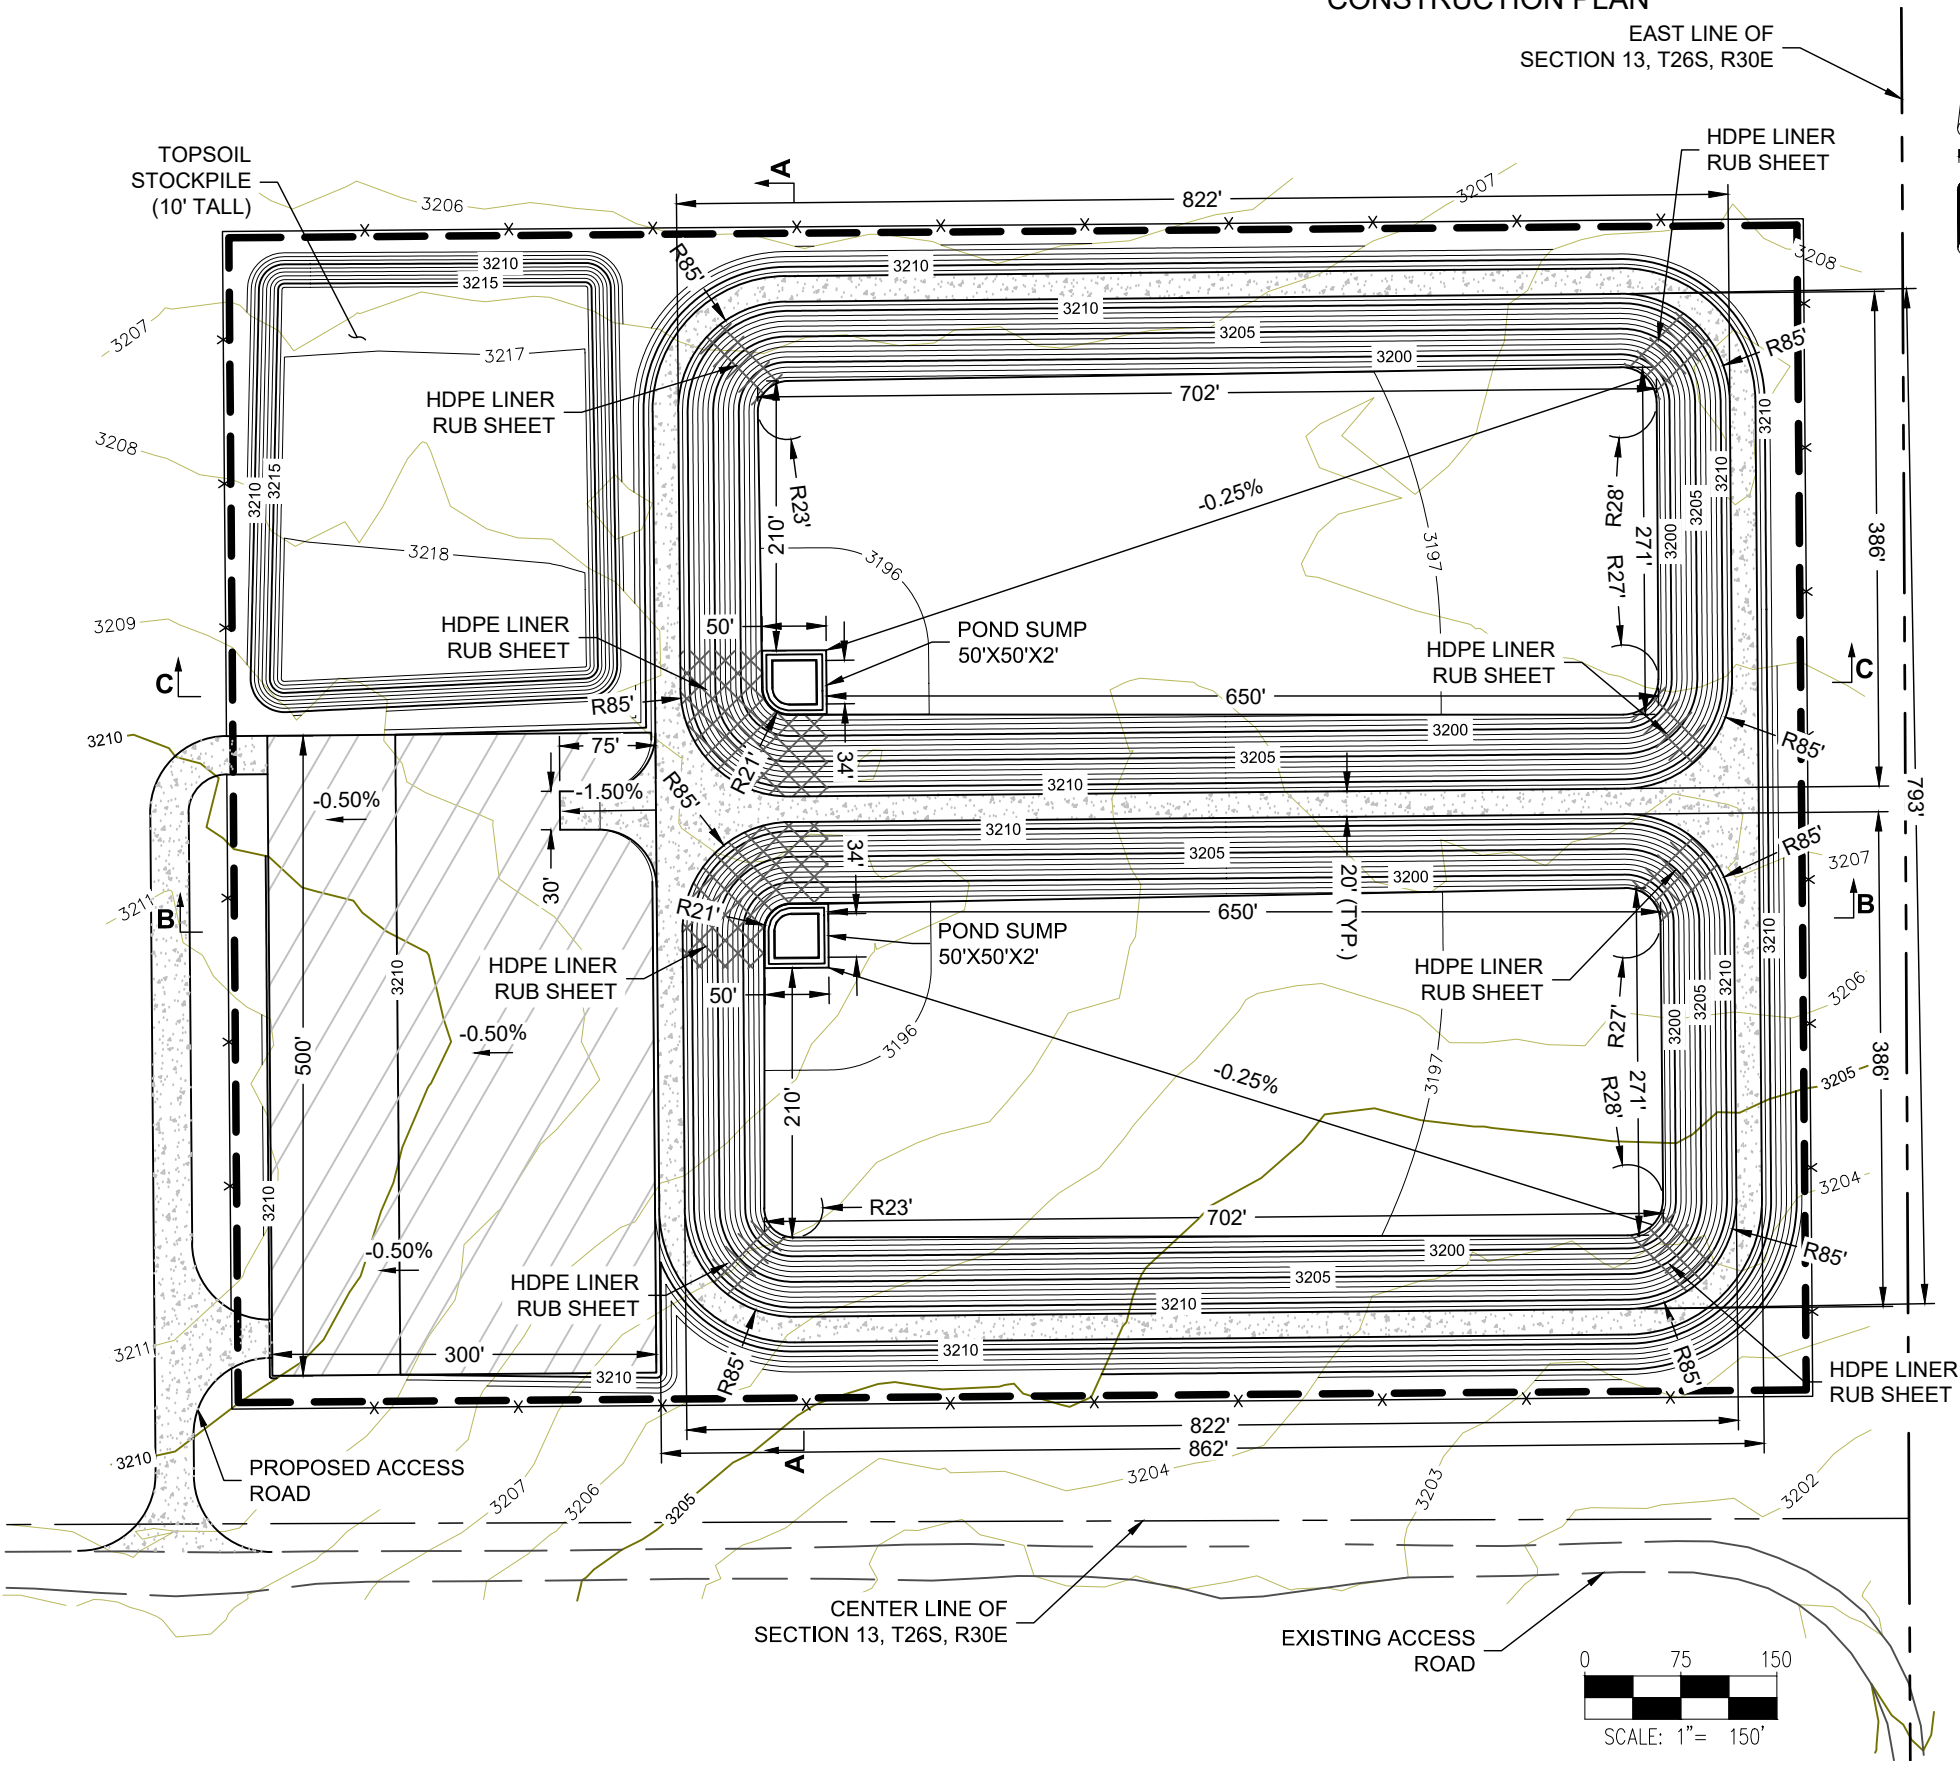 CONSTRUCTION PLAN
EAST LINE OF
SECTION 13, T26S, R30E
HDPE LINER
RUB SHEET
TOPSOIL
STOCKPILE
(10' TALL)
A
822'
3206
3207
3208
3210
3215
R85'
3210
3210
3205
3200
R85'
3207
3217
HDPE LINER
RUB SHEET
702'
3210
3208
3215
3210
R23'
210'
-0.25%
R28'
271'
3200
3205
3210
386'
3218
3196
3197
R27'
3209
HDPE LINER
RUB SHEET
50'
POND SUMP
50'X50'X2'
HDPE LINER
RUB SHEET
C
C
R85'
650'
3200
3210
75'
R21'
34'
3205
R85'
-0.50%
-1.50%
R85'
3210
793'
3210
34'
3205
3200
R85'
3207
30'
20' (TYP.)
3211
B
R21'
650'
B
3210
POND SUMP
50'X50'X2'
HDPE LINER
RUB SHEET
HDPE LINER
RUB SHEET
3210
50'
3210
3205
3200
3206
-0.50%
500'
3196
R27'
386'
3205
-0.25%
3197
271'
R28'
210'
3210
R23'
702'
3204
-0.50%
3200
R85'
HDPE LINER
RUB SHEET
3205
3210
3211
300'
3210
3210
R85'
R85'
HDPE LINER
RUB SHEET
822'
862'
A
3210
PROPOSED ACCESS
ROAD
3207
3206
3205
3204
3203
3202
CENTER LINE OF
SECTION 13, T26S, R30E
EXISTING ACCESS
ROAD
0 75 150
SCALE: 1"= 150'